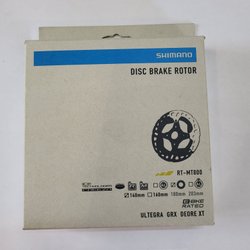 SHIMANO
DISC BRAKE ROTOR
RT-MT800
160mm 140mm 180mm 203mm
E-BIKE
RATED
ULTEGRA GRX DEORE XT